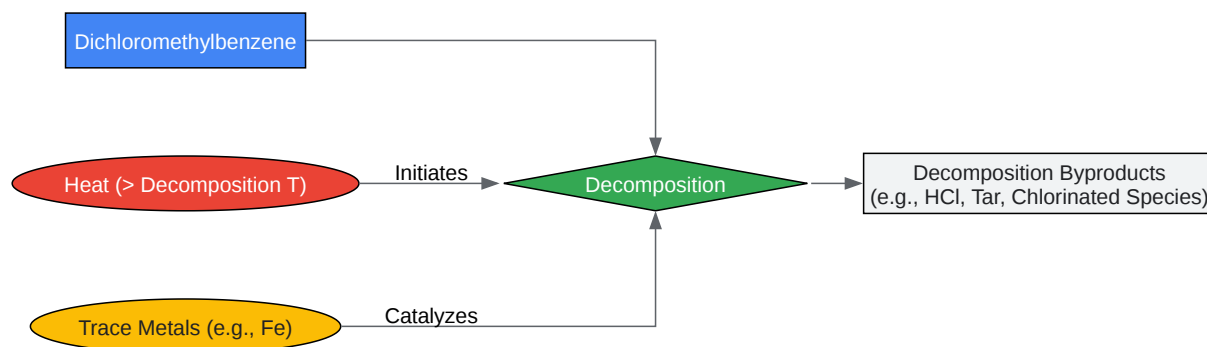 Dichloromethylbenzene
Heat (> Decomposition T)
Initiates
Decomposition
Decomposition Byproducts
(e.g., HCl, Tar, Chlorinated Species)
Trace Metals (e.g., Fe)
Catalyzes